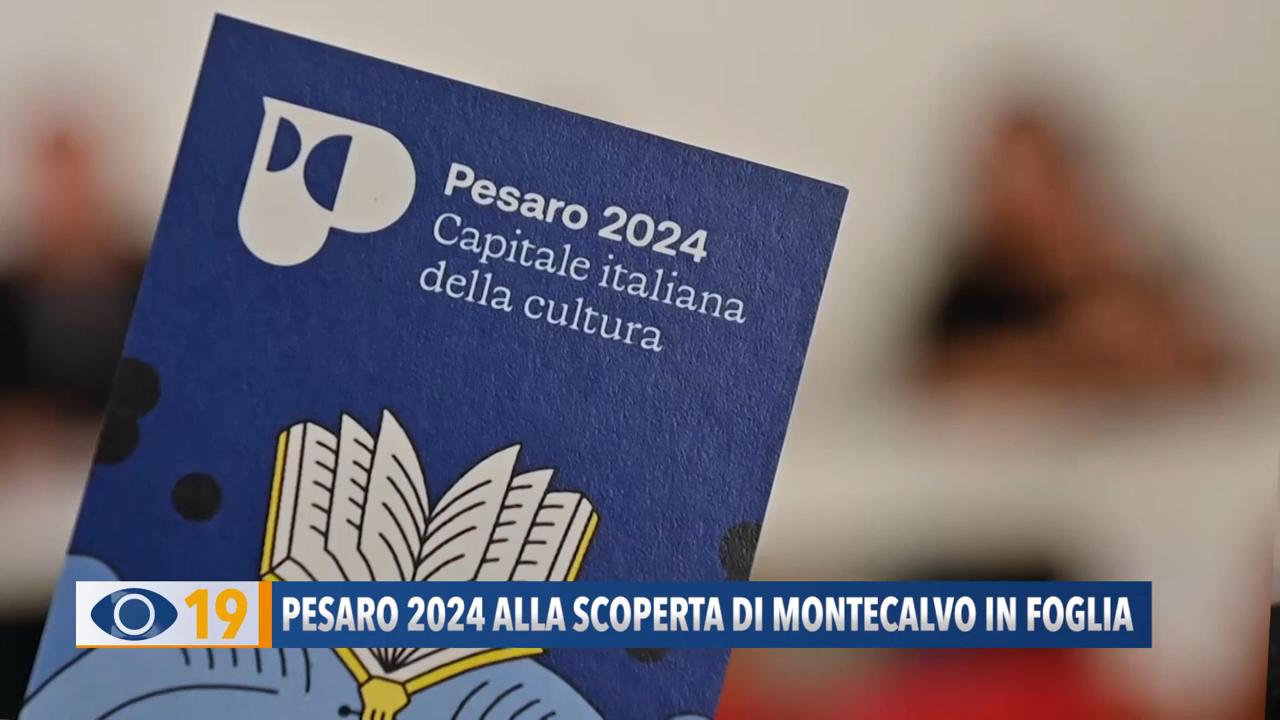 Pesaro 2024
Capitale italiana
della cultura
19 PESARO 2024 ALLA SCOPERTA DI MONTECALVO IN FOGLIA